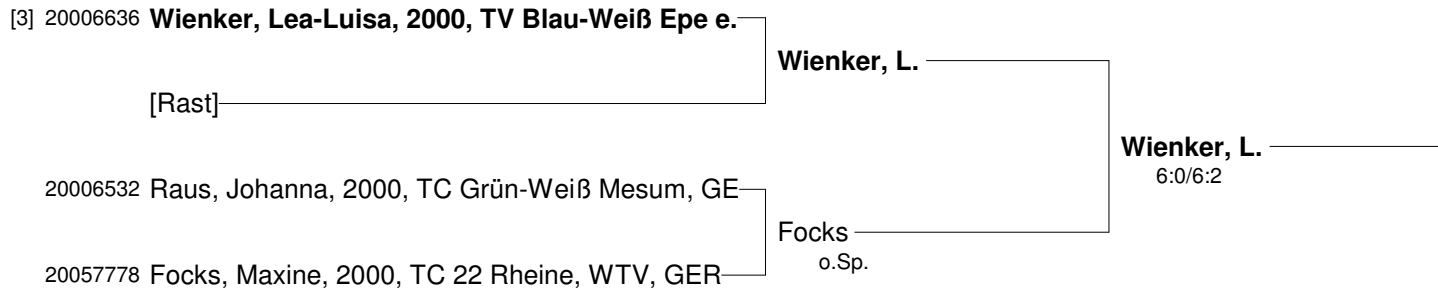 [3] 20006636 Wienker, Lea-Luisa, 2000, TV Blau-Weiß Epe e.
Wienker, L.
[Rast]
Wienker, L.
6:0/6:2
20006532 Raus, Johanna, 2000, TC Grün-Weiß Mesum, GE
Focks
o.Sp.
20057778 Focks, Maxine, 2000, TC 22 Rheine, WTV, GER